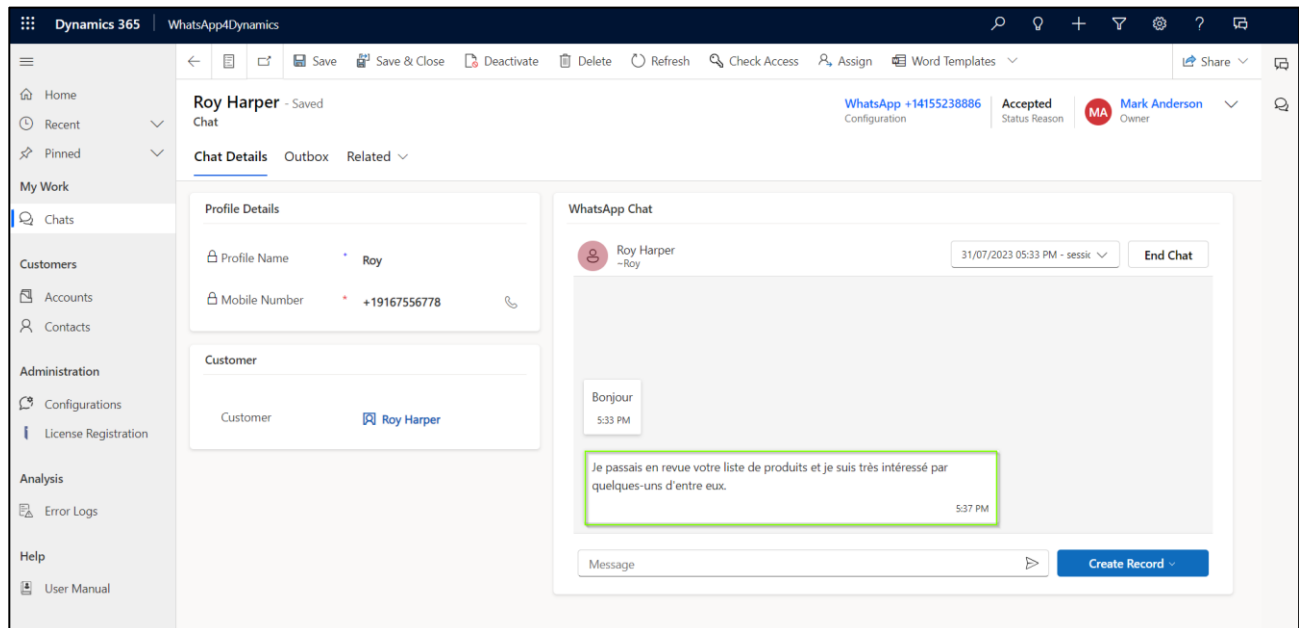 Dynamics 365 WhatsApp4Dynamics
Save Save & Close Deactivate Delete Refresh Check Access Assign Word Templates Share
Home
Recent
Pinned
My Work
Chats
Customers
Accounts
Contacts
Administration
Configurations
License Registration
Analysis
Error Logs
Help
User Manual
Roy Harper - Saved
Chat
WhatsApp +14155238886
Configuration
Accepted
Status Reason
MA
Mark Anderson
Owner
Chat Details Outbox Related
Profile Details
Profile Name * Roy
Mobile Number * +19167556778
Customer
Customer Roy Harper
WhatsApp Chat
Roy Harper
~Roy
31/07/2023 05:33 PM - sessic
End Chat
Bonjour
5:33 PM
Je passais en revue votre liste de produits et je suis très intéressé par
quelques-uns d'entre eux.
5:37 PM
Message
Create Record